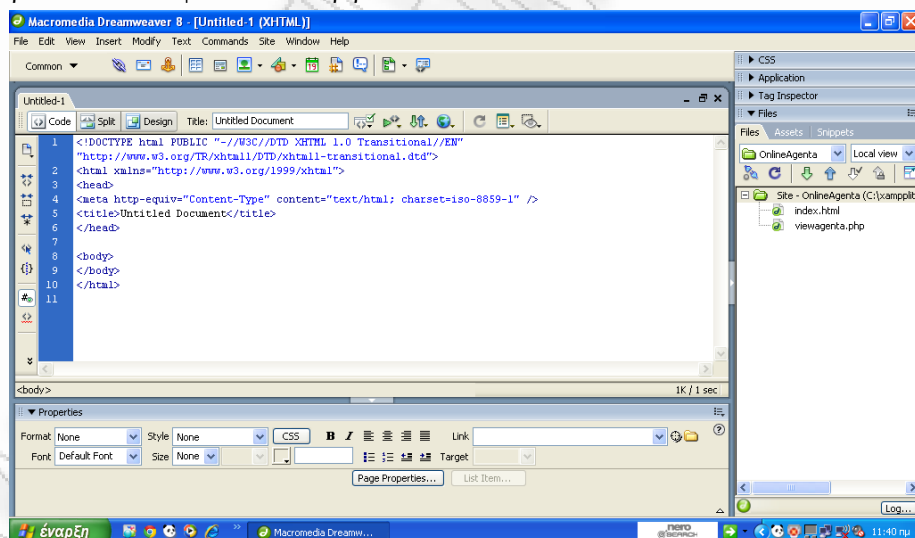 Macromedia Dreamweaver 8 - [Untitled-1 (XHTML)]
File Edit View Insert Modify Text Commands Site Window Help
Common
Untitled-1
Code Split Design Title: Untitled Document
1 <!DOCTYPE html PUBLIC "-//W3C//DTD XHTML 1.0 Transitional//EN"
"http://www.w3.org/TR/xhtml1/DTD/xhtml1-transitional.dtd">
2 <html xmlns="http://www.w3.org/1999/xhtml">
3 <head>
4 <meta http-equiv="Content-Type" content="text/html; charset=iso-8859-1" />
5 <title>Untitled Document</title>
6 </head>
7
8 <body>
9 </body>
10 </html>
11
<body>
1K / 1 sec
Properties
Format None Style None CSS B I Link
Font Default Font Size None Target
Page Properties... List Item...
CSS
Application
Tag Inspector
Files
Files Assets Snippets
OnlineAgenta Local view
Site - OnlineAgenta (C:\xampplit
index.html
viewagenta.php
Log...
έναρξη
Macromedia Dreamw...
nero
SEARCH
11:40 πμ